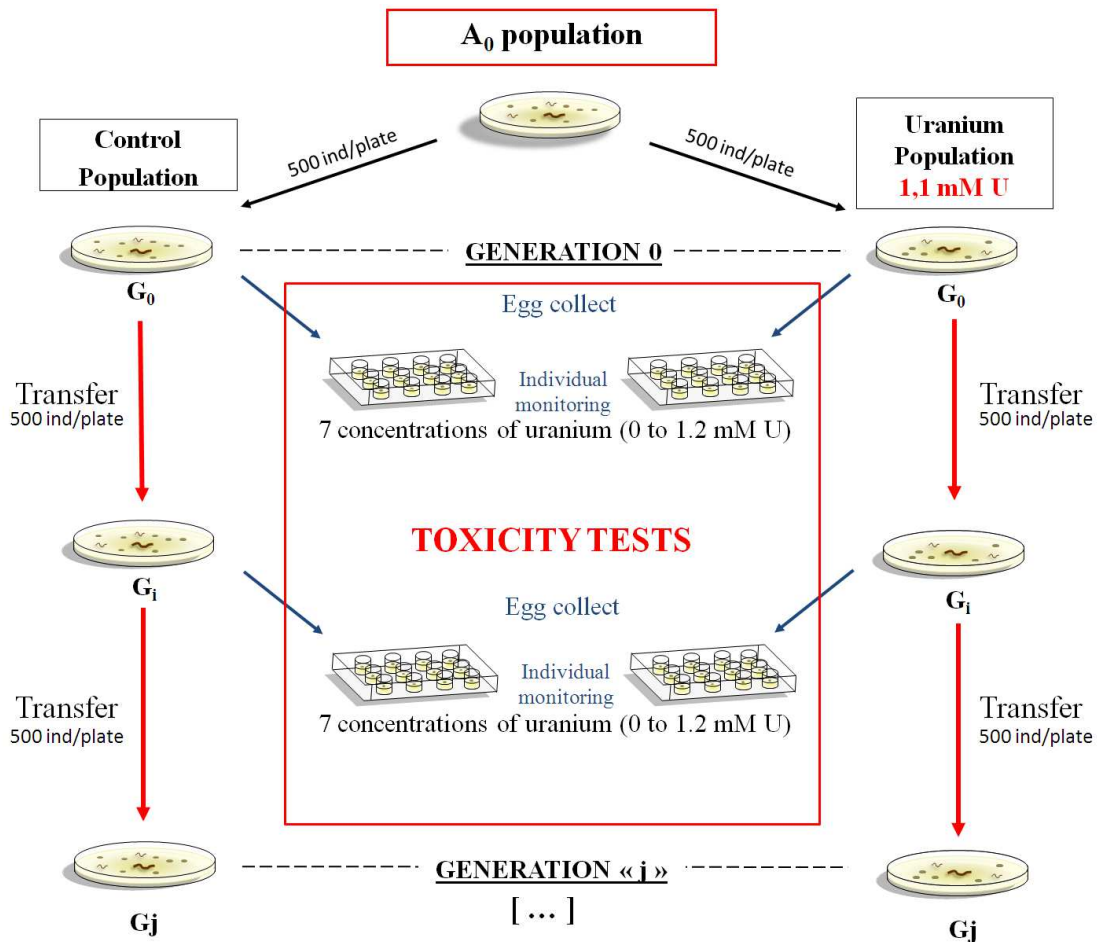 A₀ population
Control
Population
500 ind/plate
500 ind/plate
Uranium
Population
1,1 mM U
GENERATION 0
G₀
G₀
Egg collect
Individual
monitoring
7 concentrations of uranium (0 to 1.2 mM U)
Transfer
500 ind/plate
Transfer
500 ind/plate
TOXICITY TESTS
Gᵢ
Gᵢ
Egg collect
Individual
monitoring
7 concentrations of uranium (0 to 1.2 mM U)
Transfer
500 ind/plate
Transfer
500 ind/plate
GENERATION « j »
[ … ]
Gj
Gj